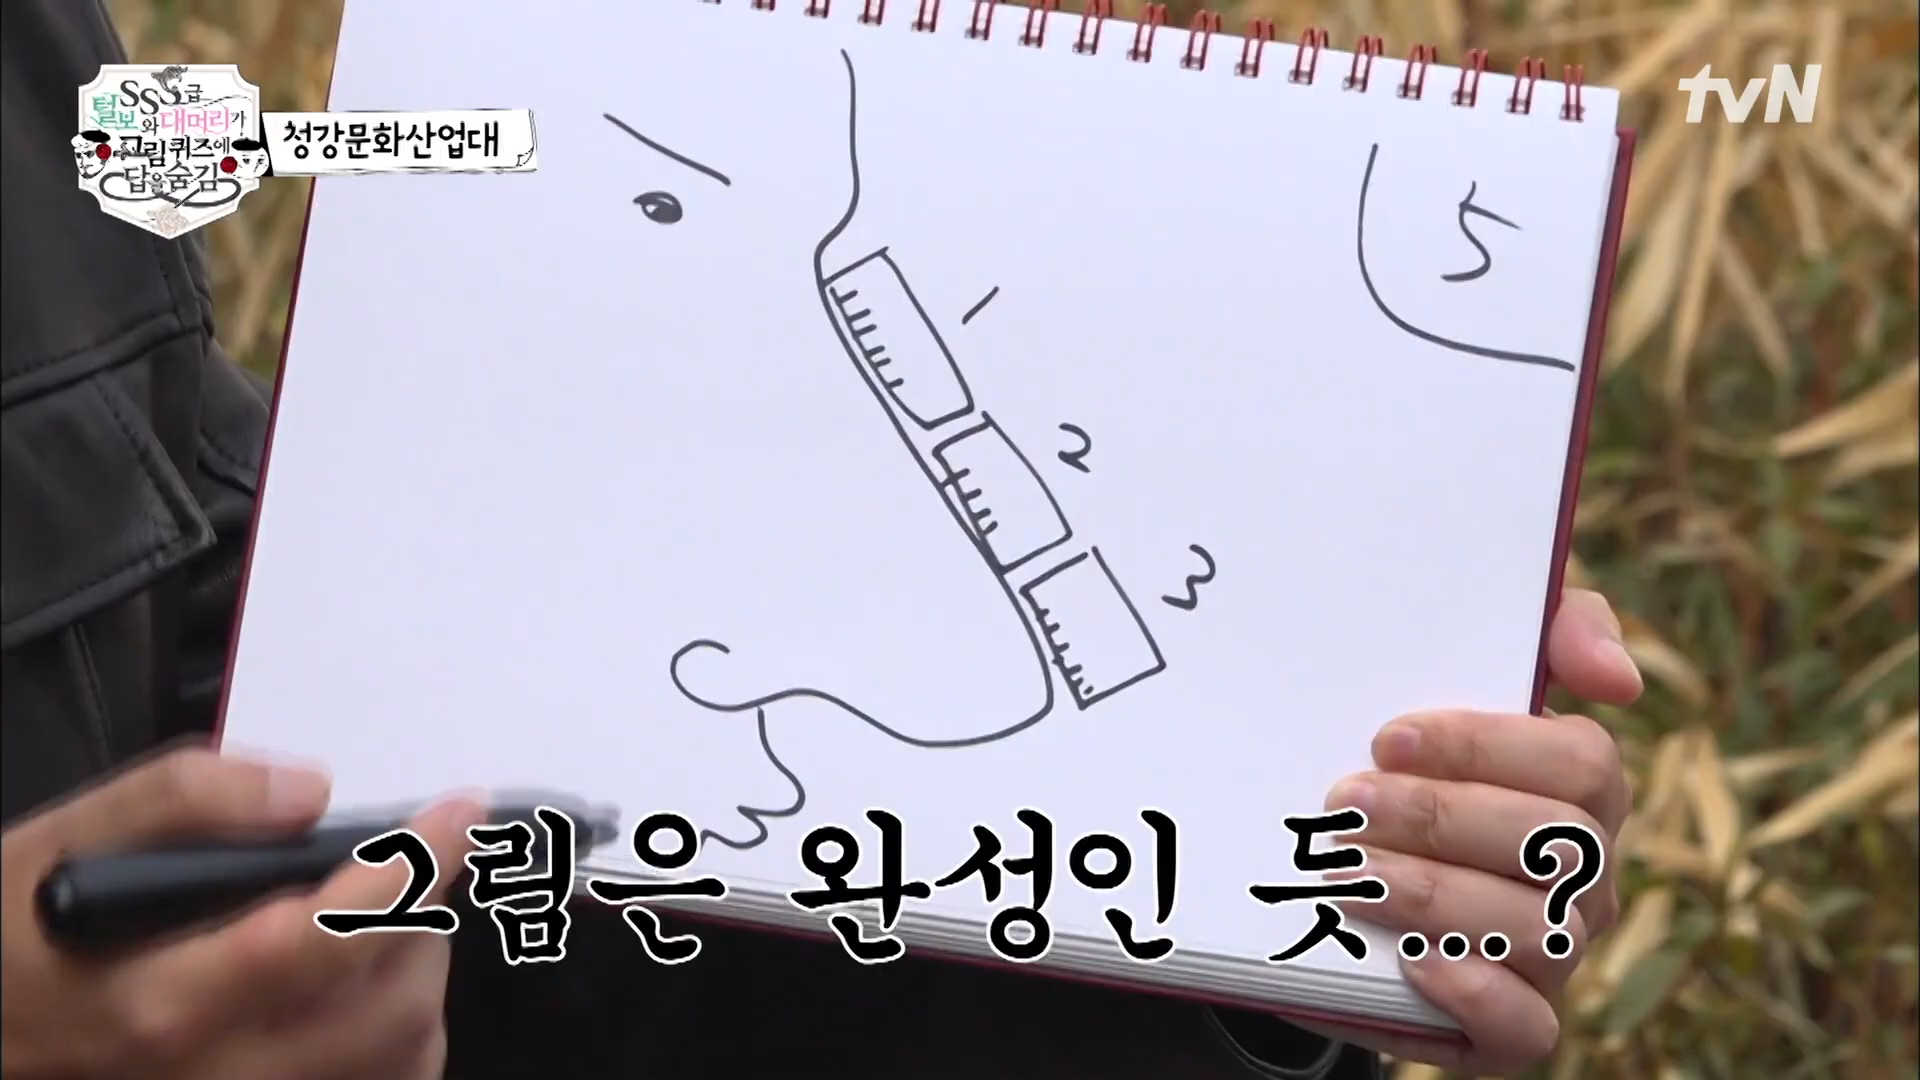 SSS급
털보와 대머리가
그림퀴즈에
답을 숨김
청강문화산업대
tvN
5
1
2
3
그림은 완성인 듯...?